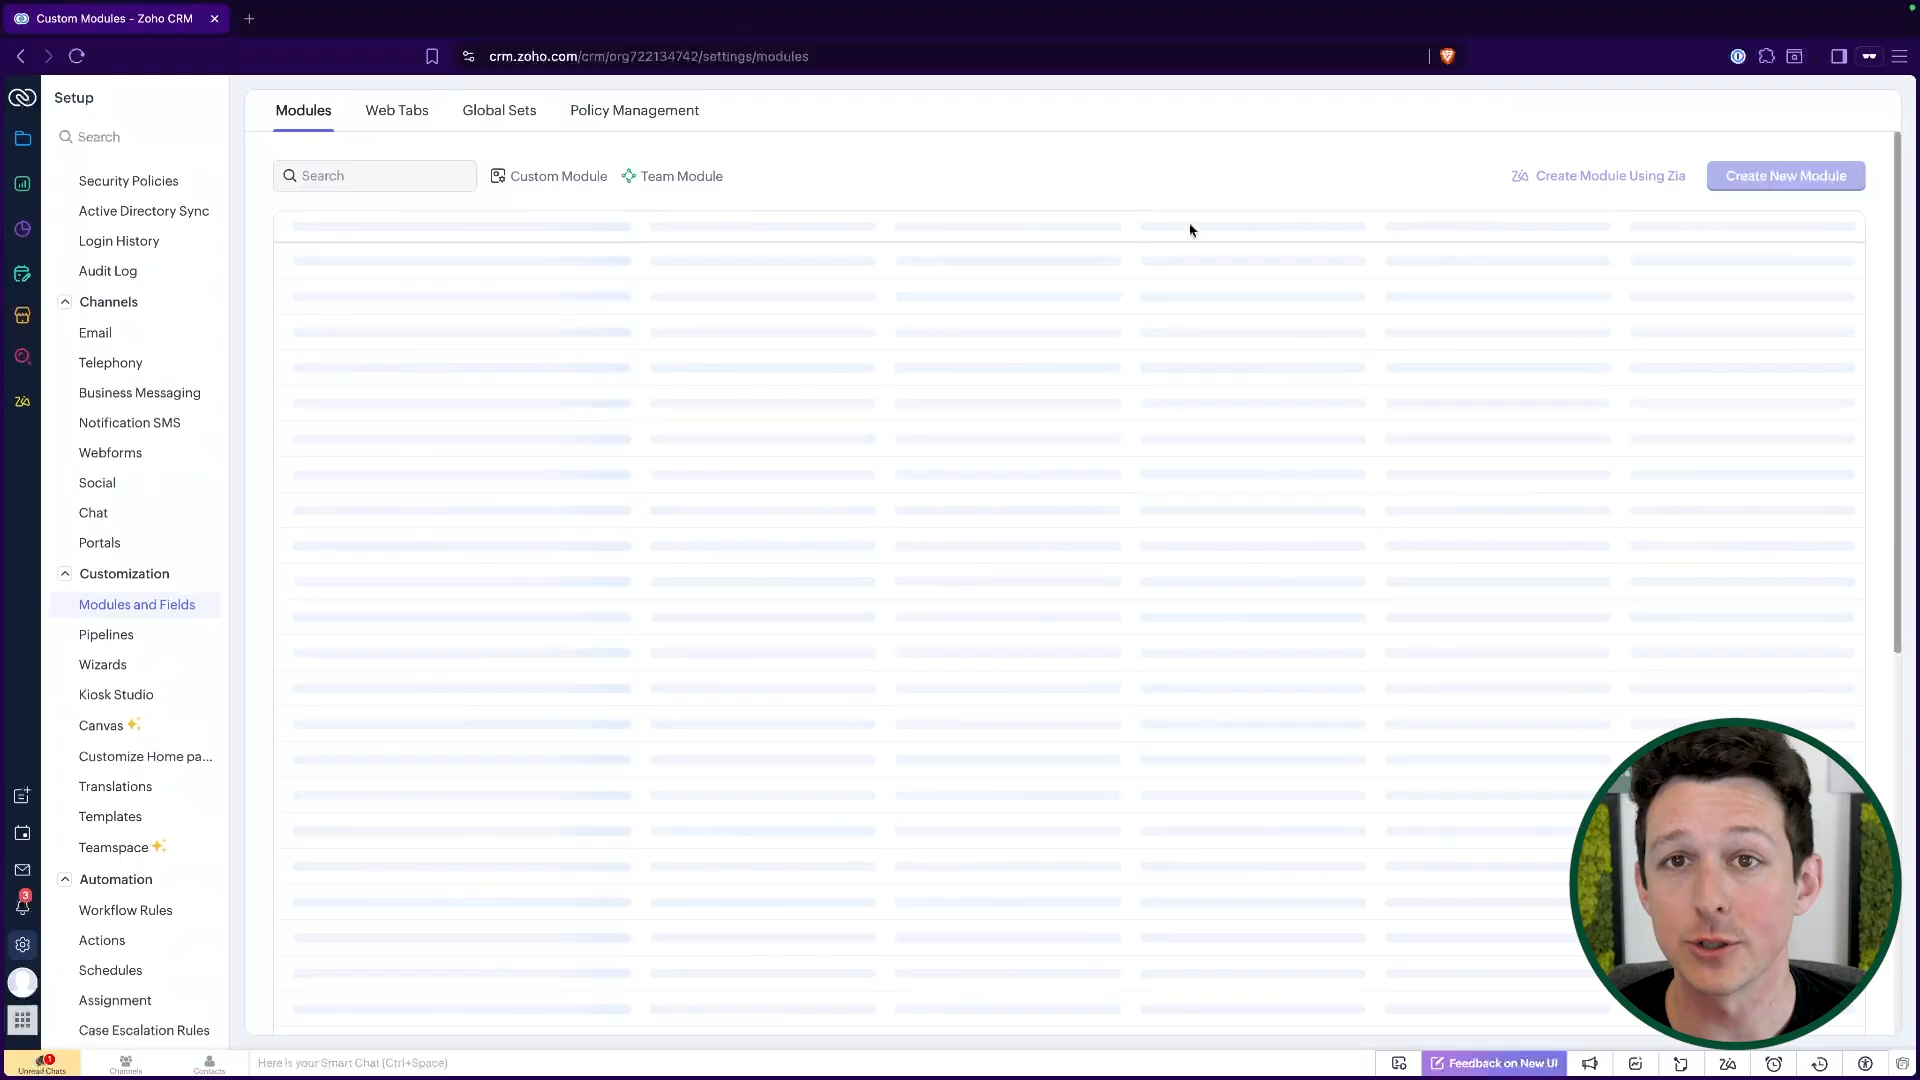 Custom Modules - Zoho CRM
crm.zoho.com/crm/org722134742/settings/modules
Setup
Search
Security Policies
Active Directory Sync
Login History
Audit Log
Channels
Email
Telephony
Business Messaging
Notification SMS
Webforms
Social
Chat
Portals
Customization
Modules and Fields
Pipelines
Wizards
Kiosk Studio
Canvas
Customize Home pa...
Translations
Templates
Teamspace
Automation
Workflow Rules
Actions
Schedules
Assignment
Case Escalation Rules
Modules Web Tabs Global Sets Policy Management
Search Custom Module Team Module Create Module Using Zia Create New Module
3
1
Unread Chats Channels Contacts Here is your Smart Chat (Ctrl+Space) Feedback on New UI